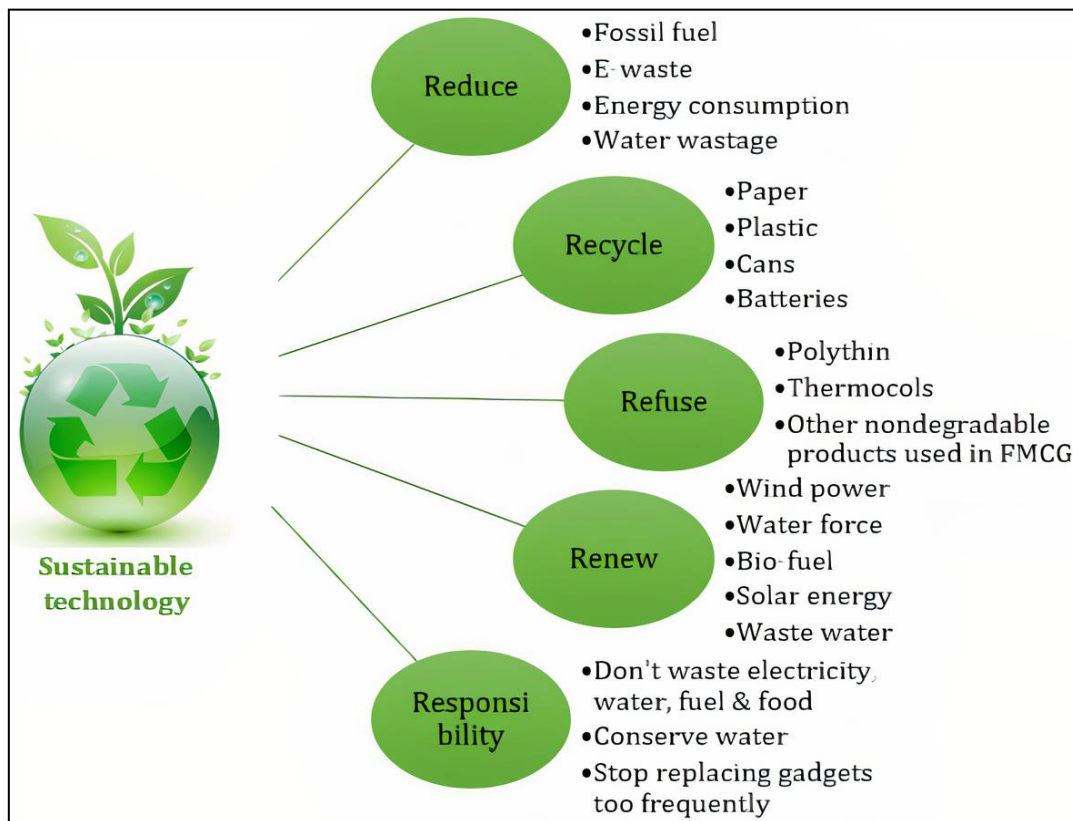 Reduce
•Fossil fuel
•E-waste
•Energy consumption
•Water wastage
Recycle
•Paper
•Plastic
•Cans
•Batteries
Refuse
•Polythin
•Thermocols
•Other nondegradable
products used in FMCG
Renew
•Wind power
•Water force
•Bio-fuel
•Solar energy
•Waste water
Responsi
bility
•Don't waste electricity,
water, fuel & food
•Conserve water
•Stop replacing gadgets
too frequently
Sustainable
technology